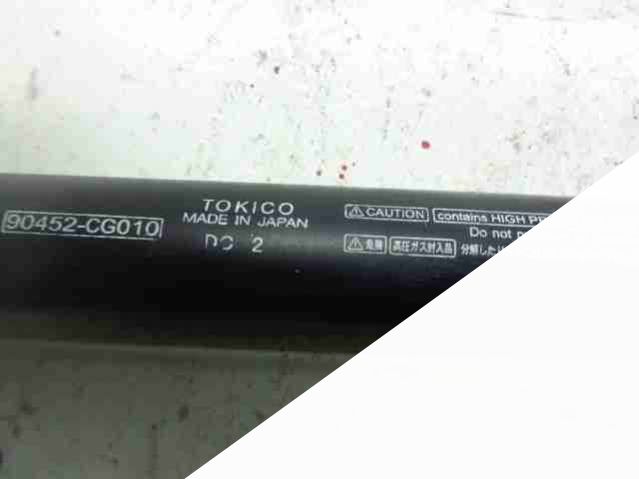 90452-CG010
TOKICO
MADE IN JAPAN
2
⚠ CAUTION contains HIGH
Do not
⚠ 危険 高圧ガス封入品 分解したり